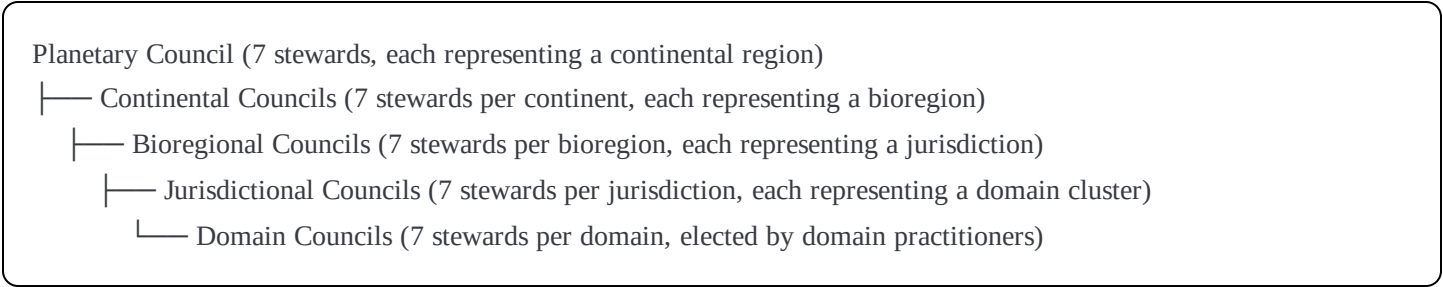 Planetary Council (7 stewards, each representing a continental region)
├── Continental Councils (7 stewards per continent, each representing a bioregion)
├── Bioregional Councils (7 stewards per bioregion, each representing a jurisdiction)
├── Jurisdictional Councils (7 stewards per jurisdiction, each representing a domain cluster)
└── Domain Councils (7 stewards per domain, elected by domain practitioners)